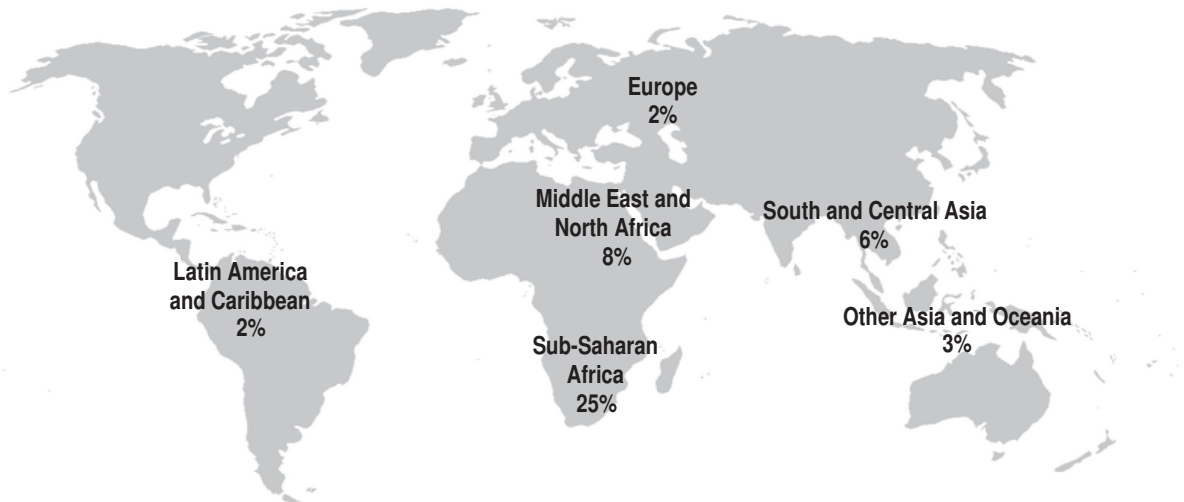 Europe
2%
Middle East and
North Africa
8%
South and Central Asia
6%
Latin America
and Caribbean
2%
Other Asia and Oceania
3%
Sub-Saharan
Africa
25%